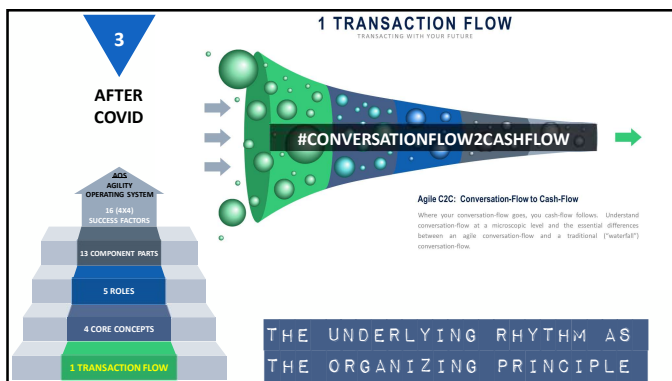 3
AFTER
COVID
AOS
AGILITY
OPERATING SYSTEM
16 (4X4)
SUCCESS FACTORS
13 COMPONENT PARTS
5 ROLES
4 CORE CONCEPTS
1 TRANSACTION FLOW
1 TRANSACTION FLOW
TRANSACTING WITH YOUR FUTURE
#CONVERSATIONFLOW2CASHFLOW
Agile C2C: Conversation-Flow to Cash-Flow
Where your conversation-flow goes, you cash-flow follows. Understand
conversation-flow at a microscopic level and the essential differences
between an agile conversation-flow and a traditional ("waterfall")
conversation-flow.
THE UNDERLYING RHYTHM AS
THE ORGANIZING PRINCIPLE